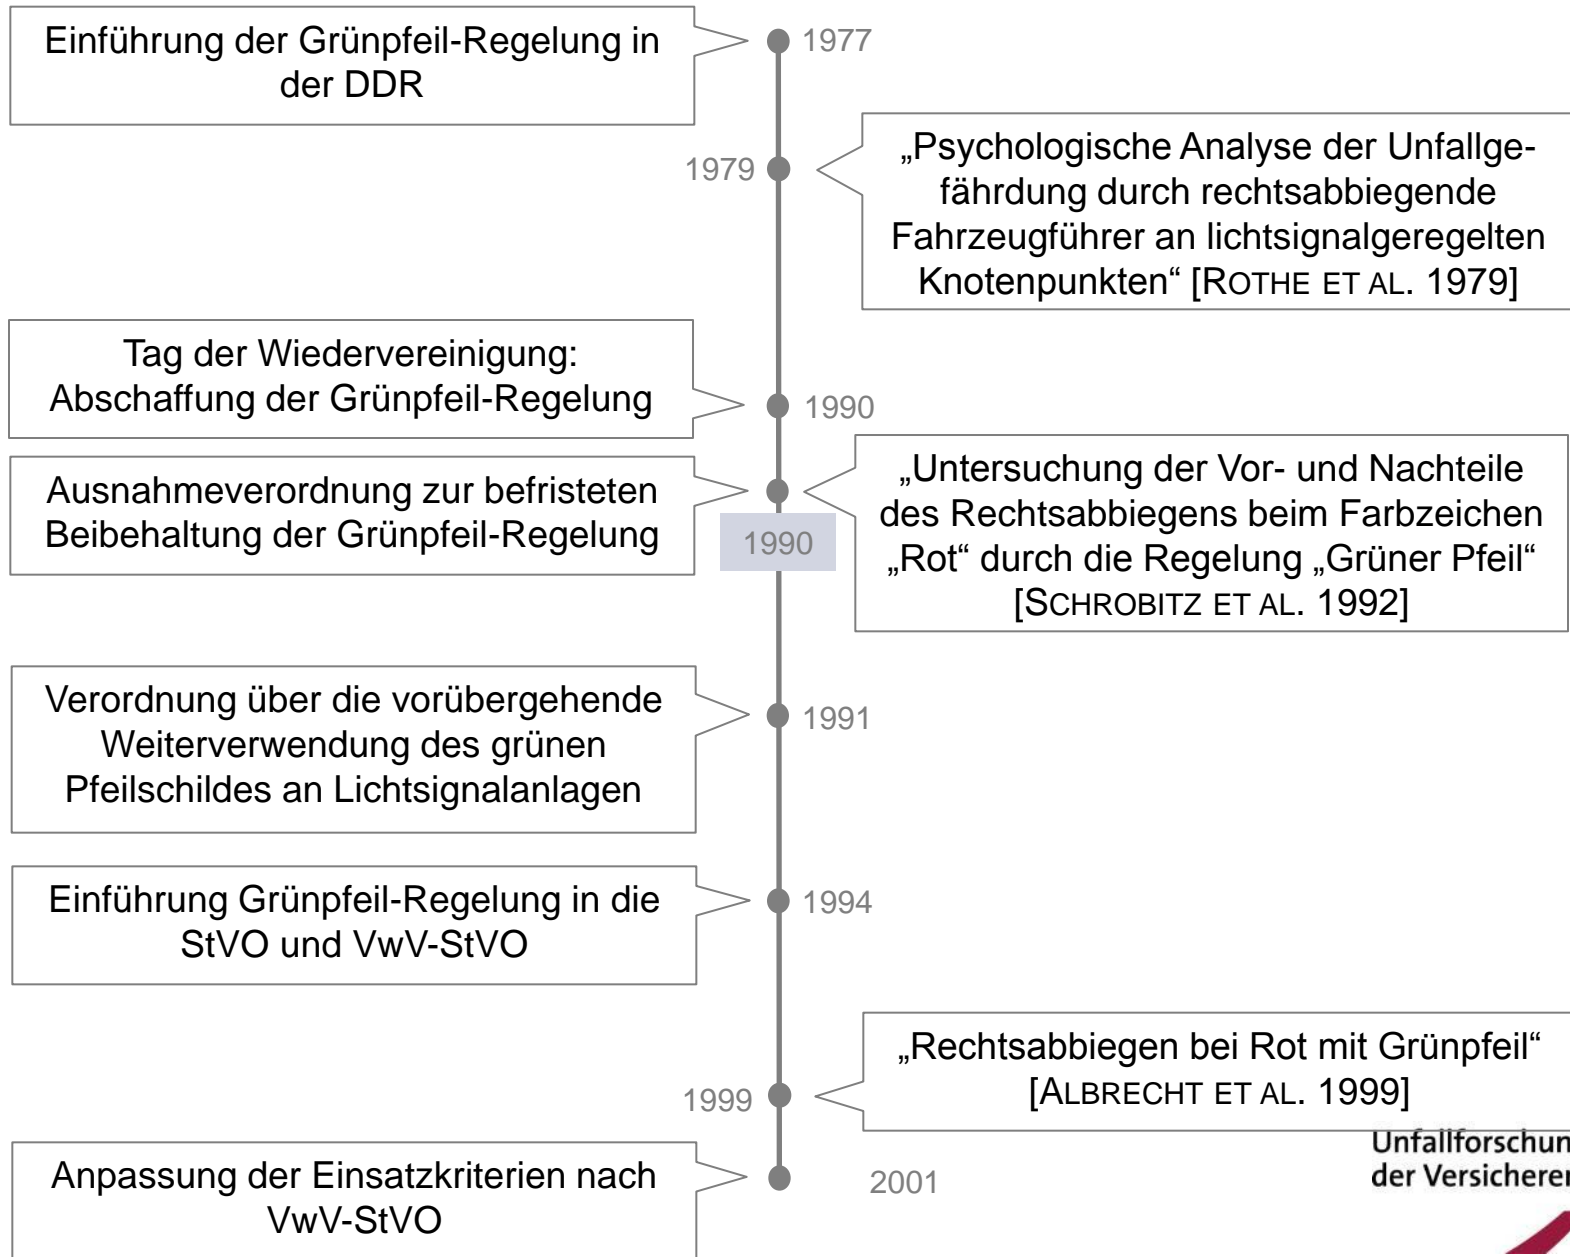 Einführung der Grünpfeil-Regelung in
der DDR
1977
1979
„Psychologische Analyse der Unfallge-
fährdung durch rechtsabbiegende
Fahrzeugführer an lichtsignalgeregelten
Knotenpunkten“ [ROTHE ET AL. 1979]
Tag der Wiedervereinigung:
Abschaffung der Grünpfeil-Regelung
1990
Ausnahmeverordnung zur befristeten
Beibehaltung der Grünpfeil-Regelung
1990
„Untersuchung der Vor- und Nachteile
des Rechtsabbiegens beim Farbzeichen
„Rot“ durch die Regelung „Grüner Pfeil“
[SCHROBITZ ET AL. 1992]
Verordnung über die vorübergehende
Weiterverwendung des grünen
Pfeilschildes an Lichtsignalanlagen
1991
Einführung Grünpfeil-Regelung in die
StVO und VwV-StVO
1994
„Rechtsabbiegen bei Rot mit Grünpfeil“
[ALBRECHT ET AL. 1999]
1999
Unfallforschun
der Versicherer
Anpassung der Einsatzkriterien nach
VwV-StVO
2001